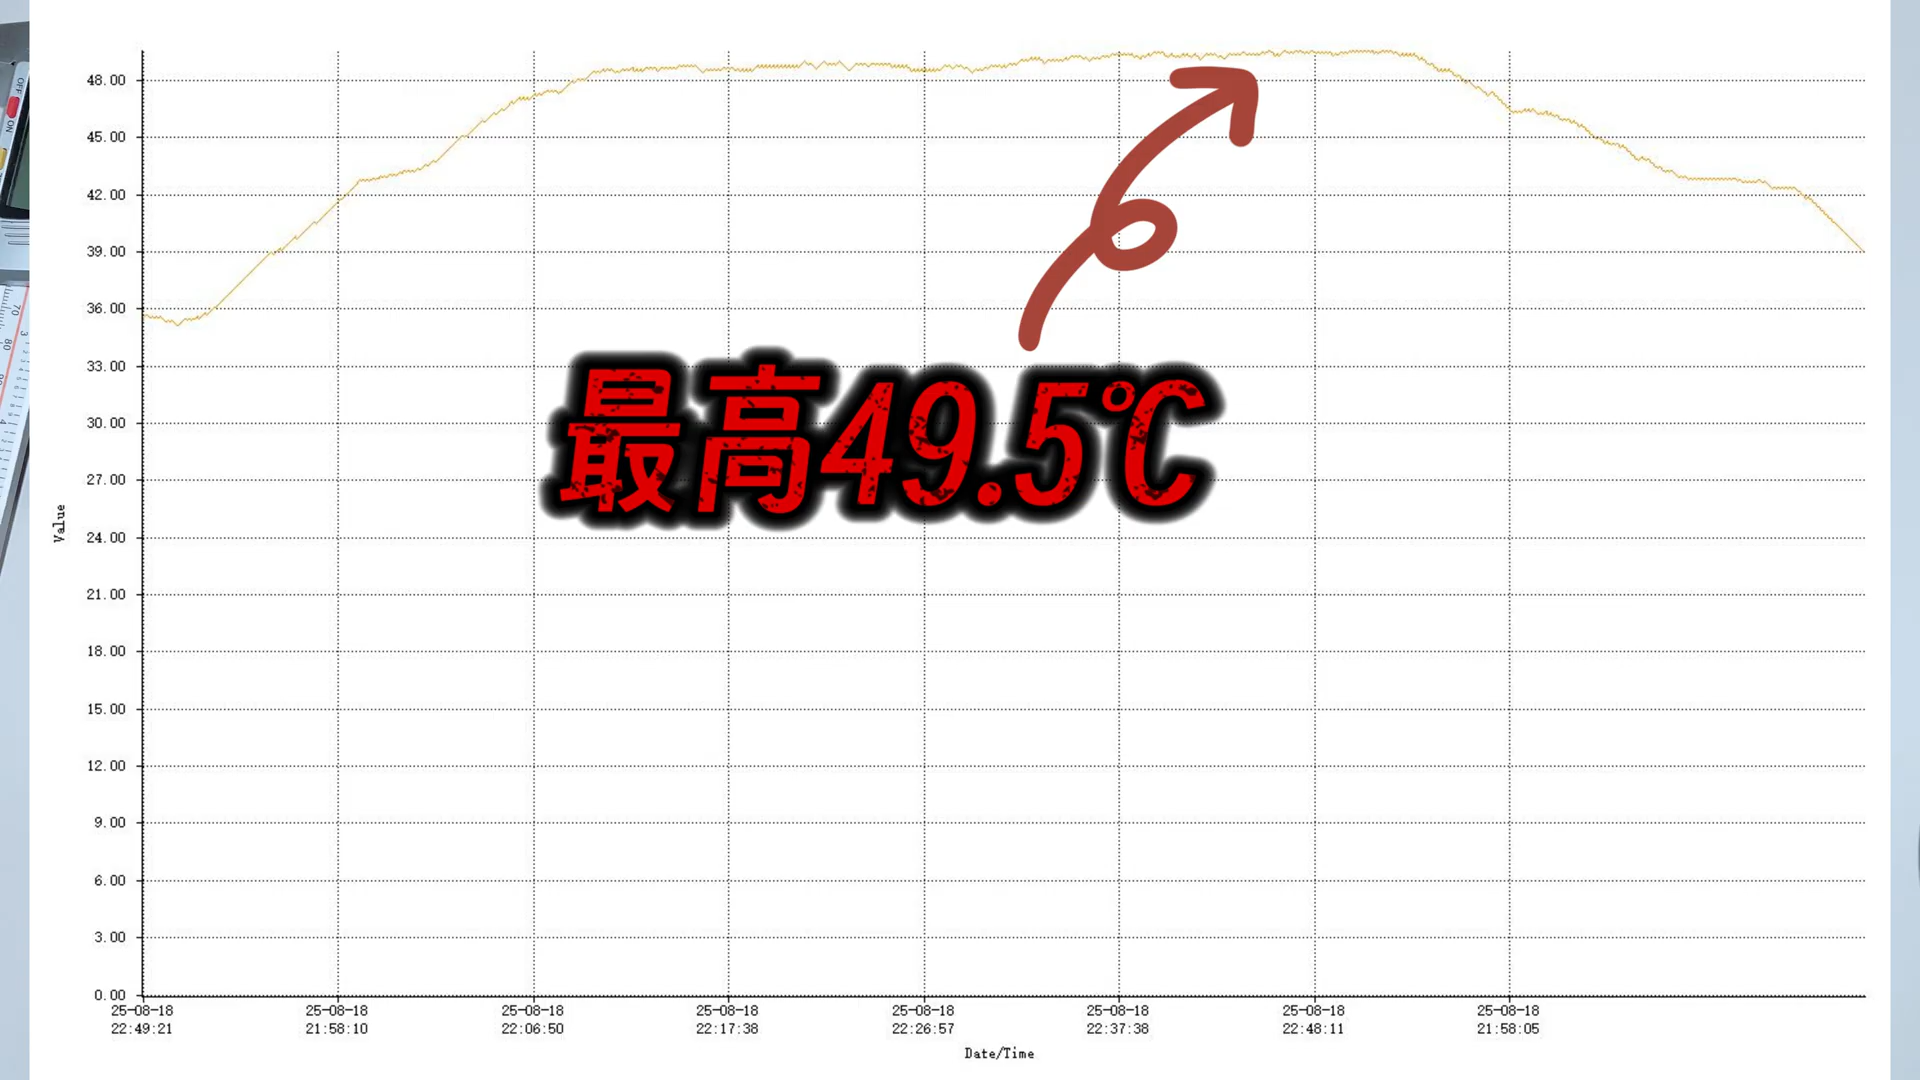 48.00
45.00
42.00
39.00
36.00
33.00
30.00
27.00
24.00
21.00
18.00
15.00
12.00
9.00
6.00
3.00
0.00
Value
最高49.5℃
25-08-18 25-08-18 25-08-18 25-08-18 25-08-18 25-08-18 25-08-18 25-08-18
22:49:21 21:58:10 22:06:50 22:17:38 22:26:57 22:37:38 22:48:11 21:58:05
Date/Time
OFF
ON
70
80